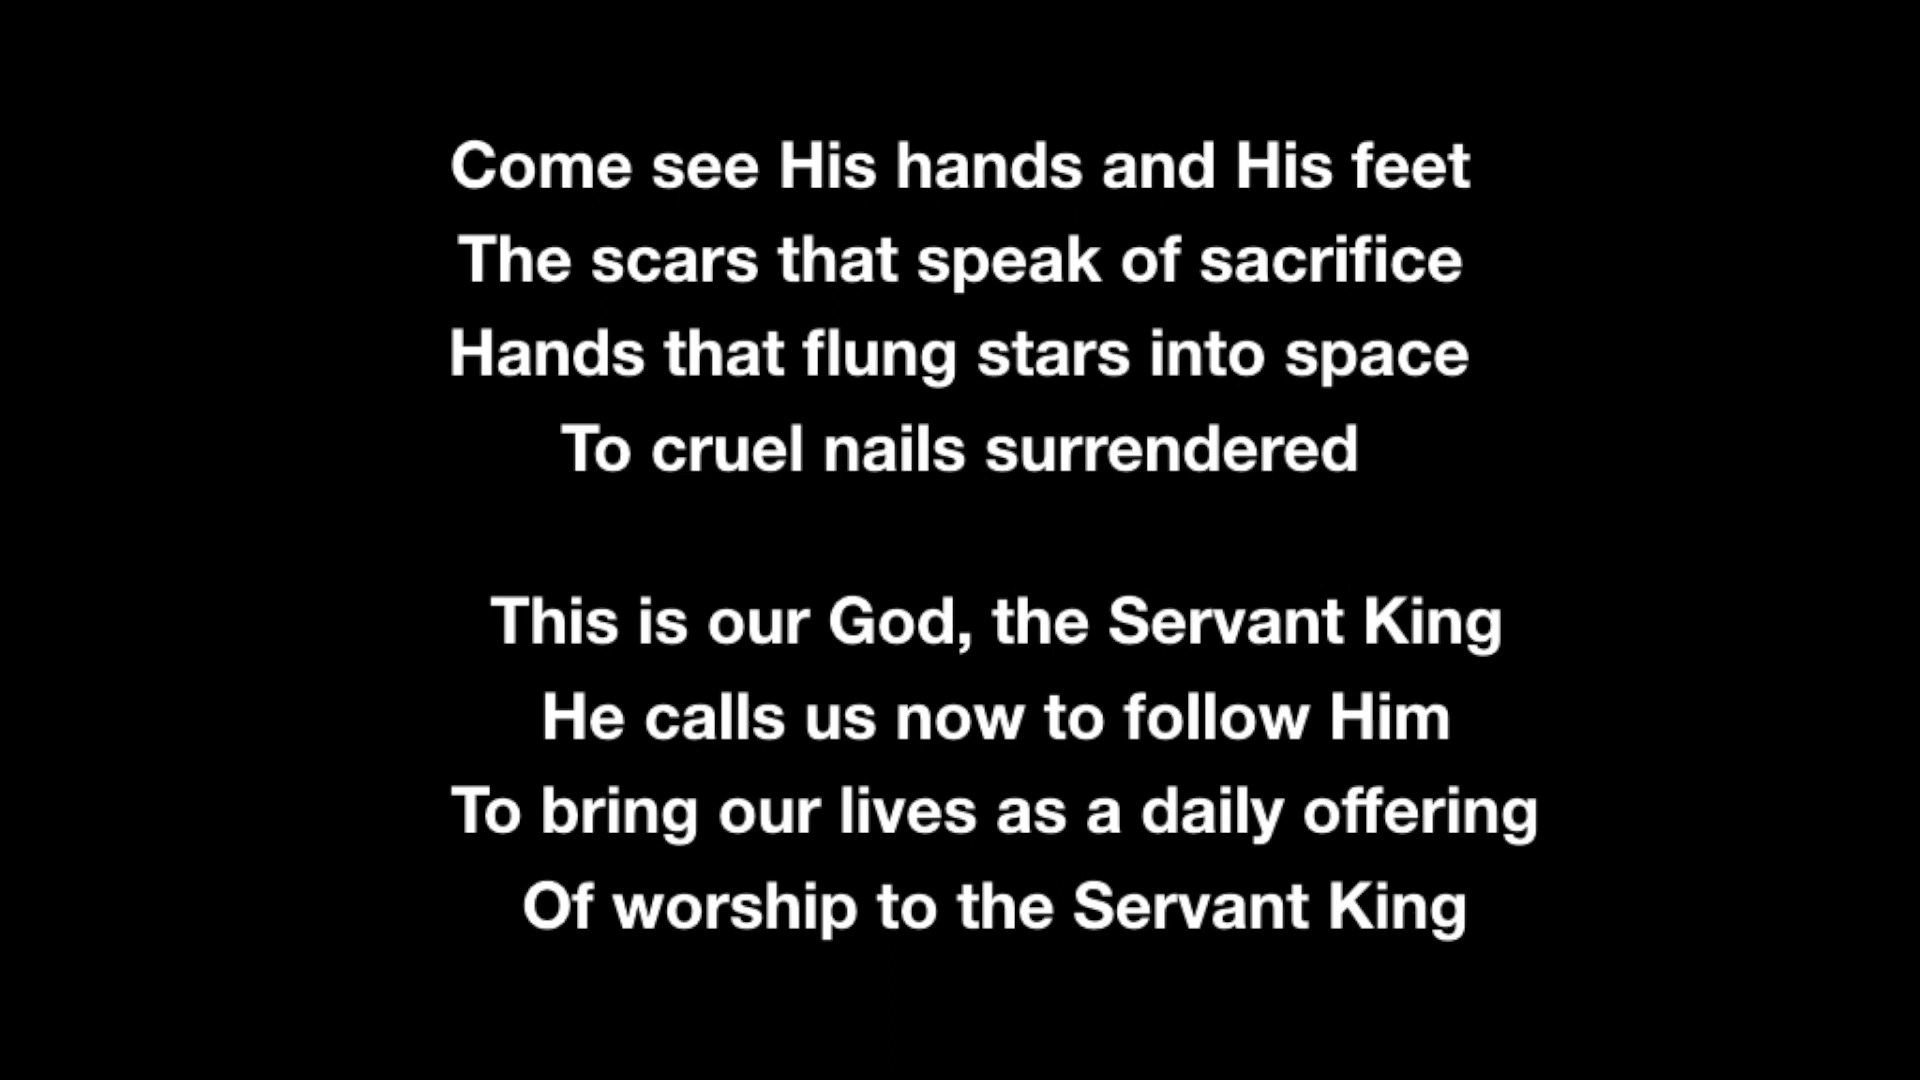 Come see His hands and His feet
The scars that speak of sacrifice
Hands that flung stars into space
To cruel nails surrendered
This is our God, the Servant King
He calls us now to follow Him
To bring our lives as a daily offering
Of worship to the Servant King